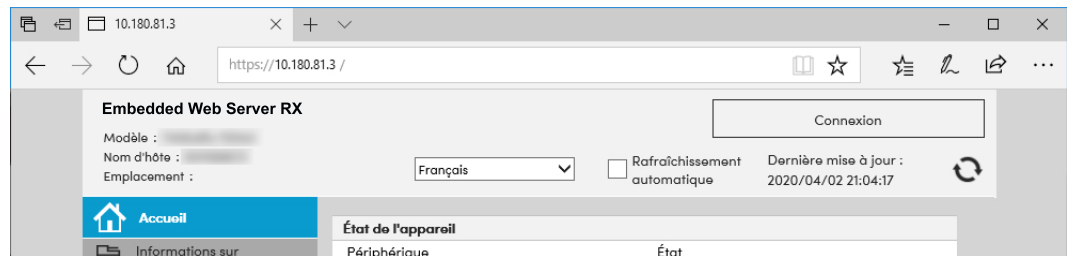 10.180.81.3
https://10.180.81.3 /
Embedded Web Server RX
Connexion
Modèle :
Nom d'hôte :
Emplacement :
Français
Rafraîchissement
automatique
Dernière mise à jour :
2020/04/02 21:04:17
Accueil
État de l'appareil
Informations sur
Périphérique État